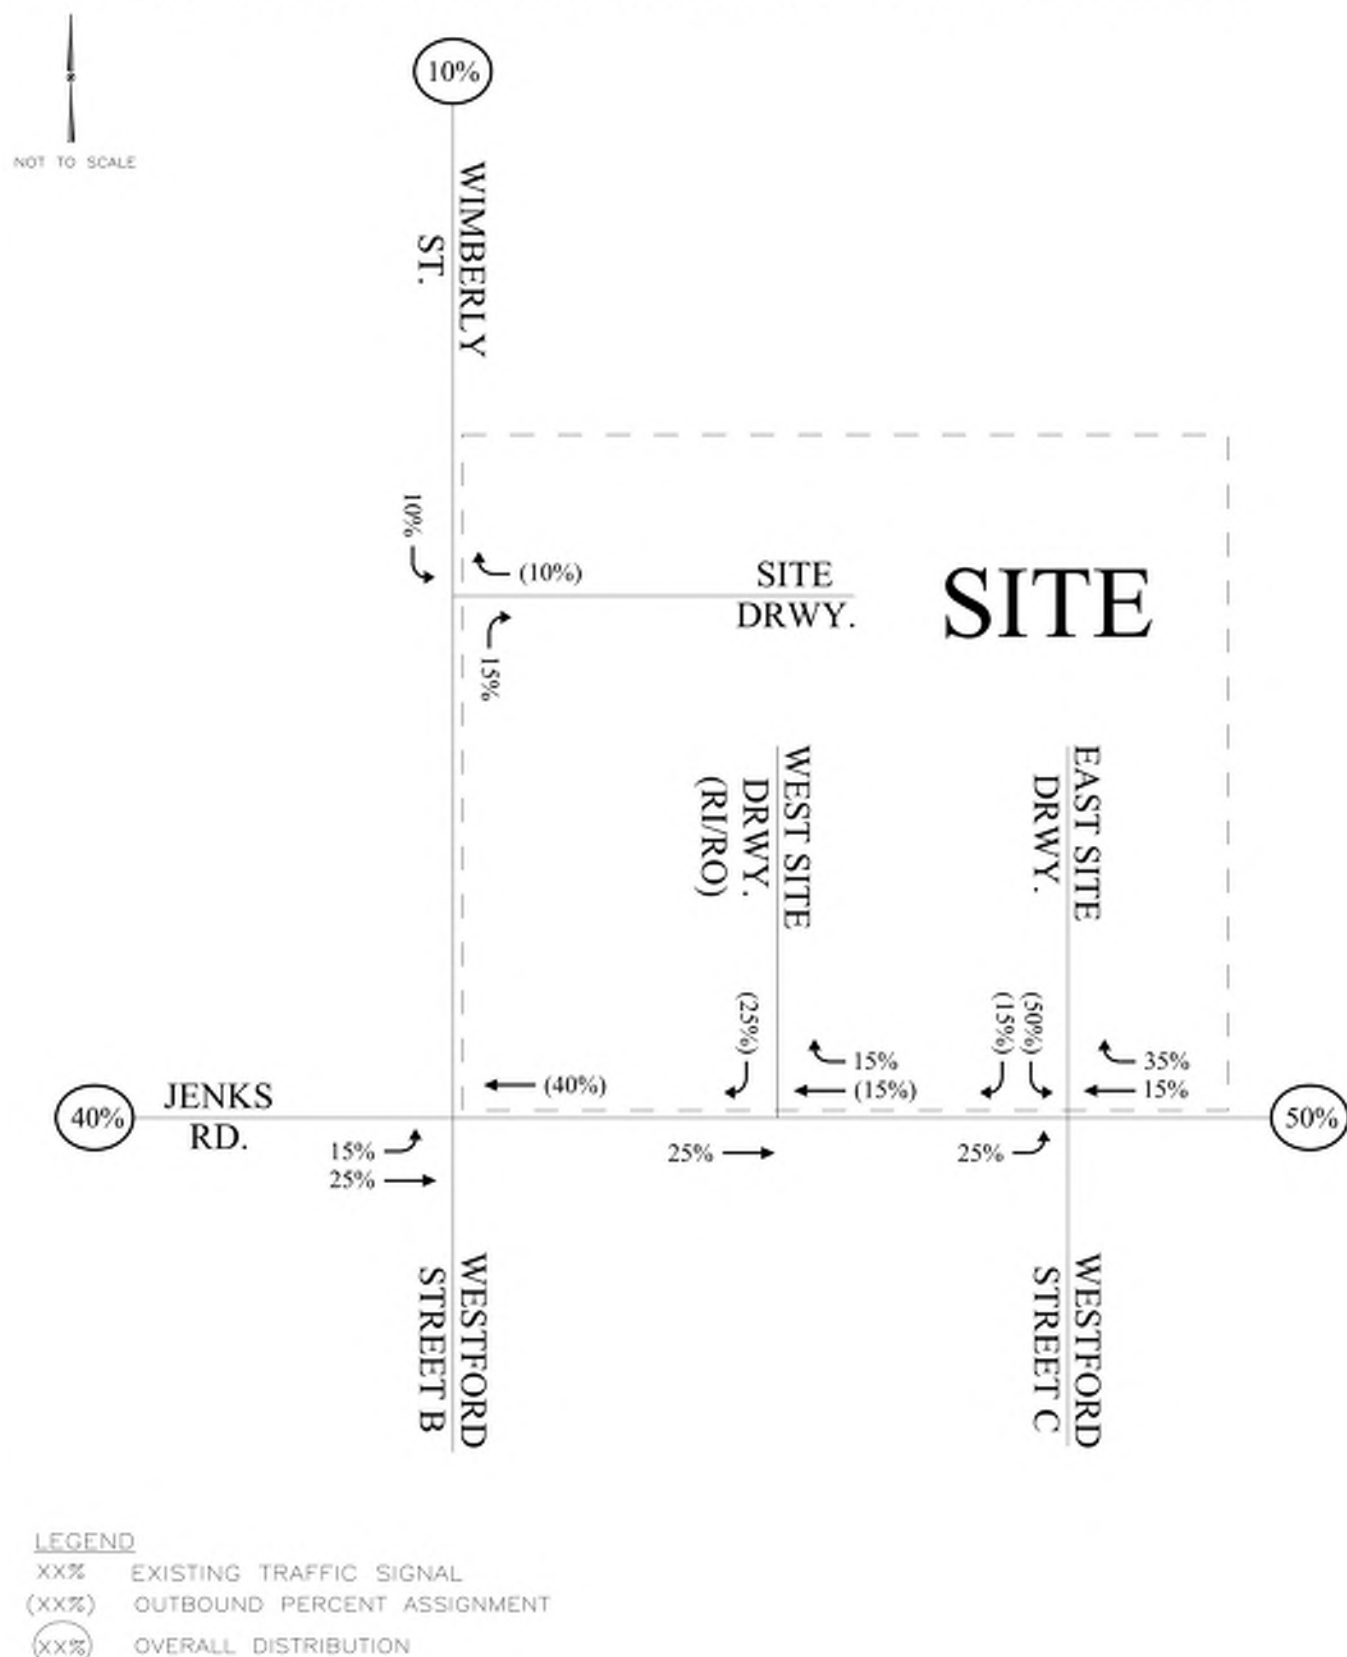 10%
NOT TO SCALE
WIMBERLY
ST.
10%
(10%)
SITE
DRWY.
SITE
15%
WEST SITE
DRWY.
(RI/RO)
EAST SITE
DRWY.
(25%)
15%
(15%)
(50%)
(15%)
35%
15%
(40%)
JENKS
RD.
40%
50%
15%
25%
25%
25%
WESTFORD
STREET B
WESTFORD
STREET C
LEGEND
XX% EXISTING TRAFFIC SIGNAL
(XX%) OUTBOUND PERCENT ASSIGNMENT
XX% OVERALL DISTRIBUTION